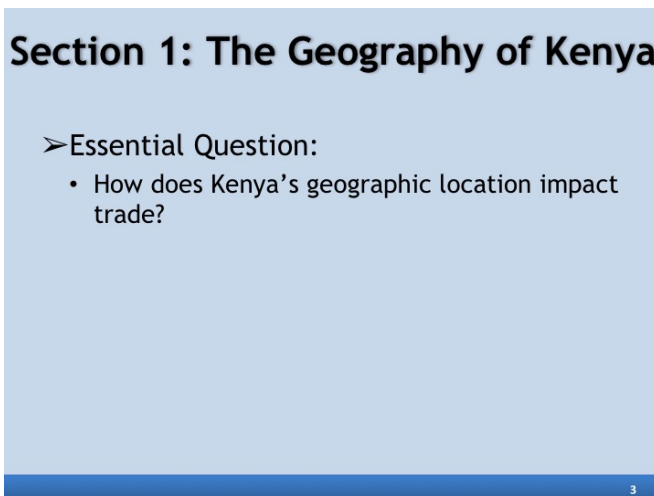 Section 1: The Geography of Kenya
➢Essential Question:
• How does Kenya’s geographic location impact
trade?
3